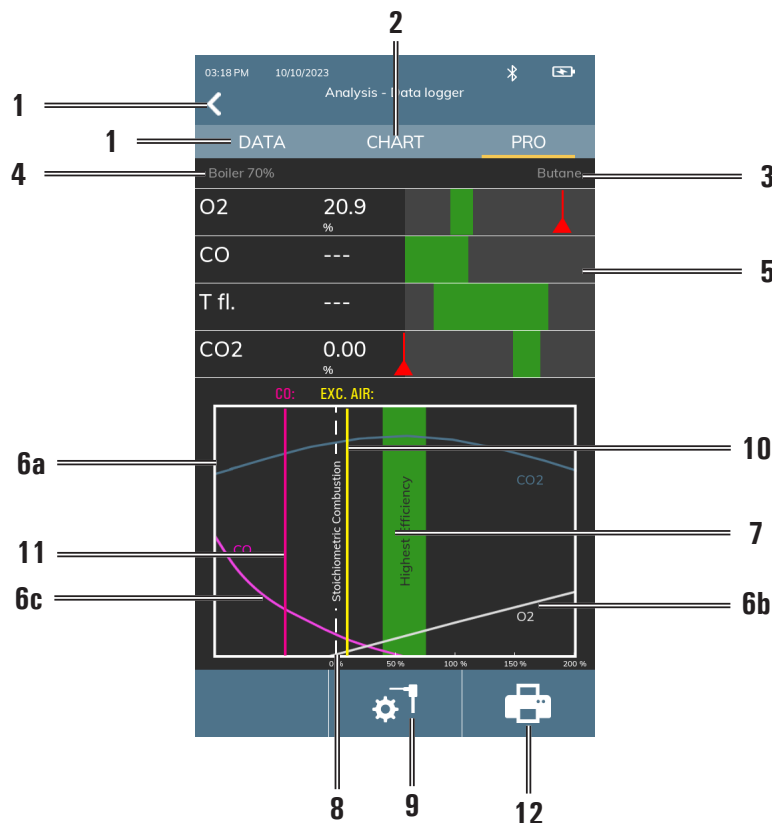 2
03:18 PM 10/10/2023
Analysis - Data logger
1
1 DATA CHART PRO
4 Boiler 70% Butane 3
O2 20.9
%
CO ---
5
T fl. ---
CO2 0.00
%
CO: EXC. AIR:
6a
10
CO2
Stoichiometric Combustion
Highest Efficiency
7
11
CO
6c
6b
O2
0% 50 % 100 % 150 % 200 %
8
9
12